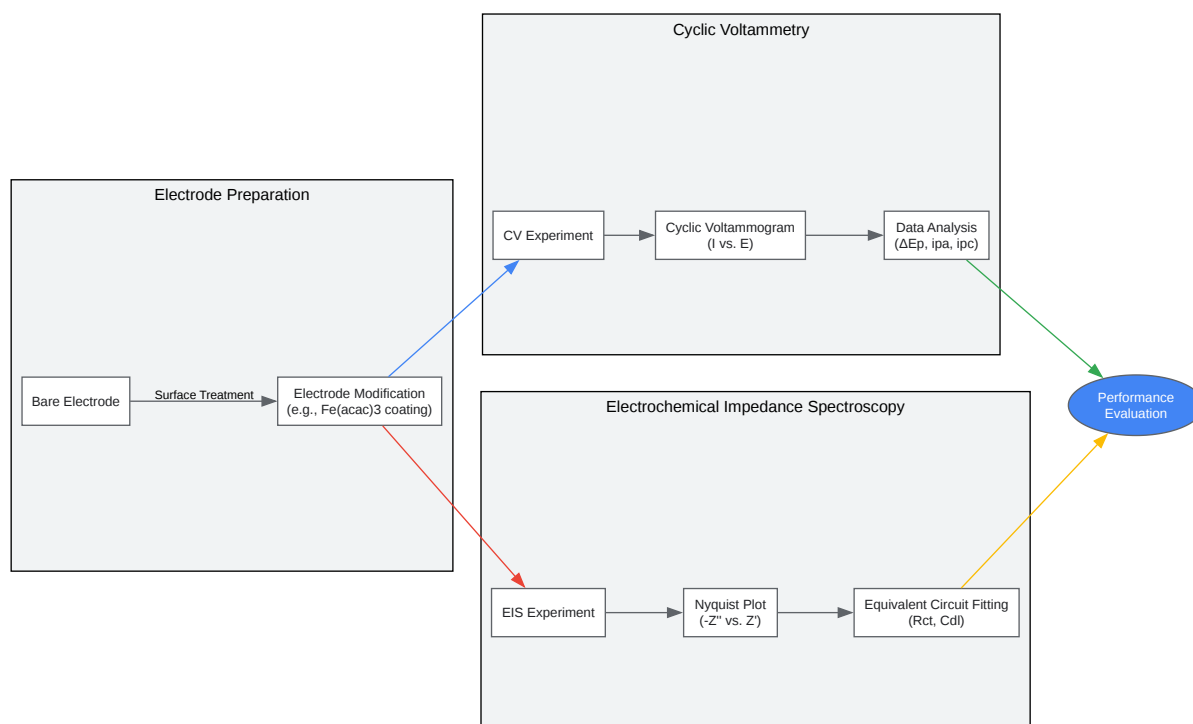 Cyclic Voltammetry
Electrode Preparation
CV Experiment
Cyclic Voltammogram
(I vs. E)
Data Analysis
(ΔEp, ipa, ipc)
Bare Electrode
Surface Treatment
Electrode Modification
(e.g., Fe(acac)3 coating)
Performance
Evaluation
Electrochemical Impedance Spectroscopy
EIS Experiment
Nyquist Plot
(-Z'' vs. Z')
Equivalent Circuit Fitting
(Rct, Cdl)